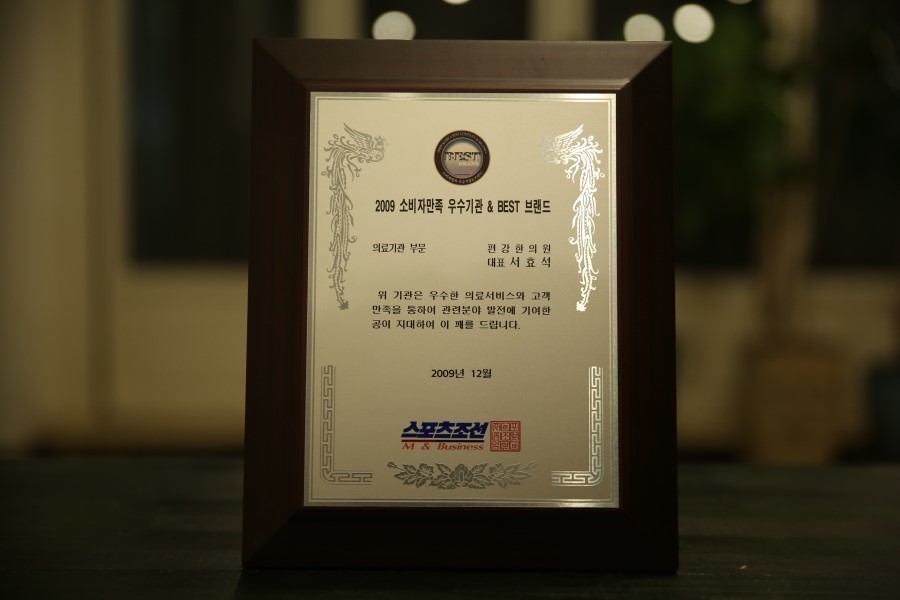 BEST
2009 소비자만족 우수기관 & BEST 브랜드
의료기관 부문
편강한의원
대표 서효석
위 기관은 우수한 의료서비스와 고객
만족을 통하여 관련분야 발전에 기여한
공이 지대하여 이 패를 드립니다.
2009년 12월
스포츠조선
M & Business